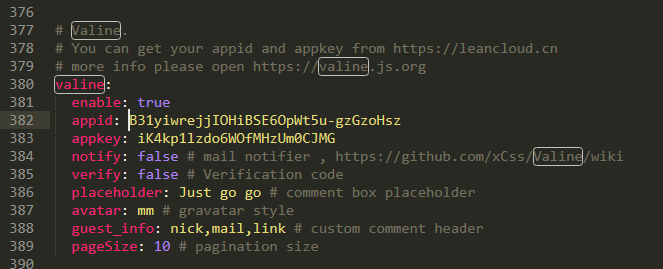 376
377 # Valine.
378 # You can get your appid and appkey from https://leancloud.cn
379 # more info please open https://valine.js.org
380 valine:
381 enable: true
382 appid: B31yiwrejjIOHiBSE6OpWt5u-gzGzoHsz
383 appkey: iK4kp1lzdo6WOfMHzUm0CJMG
384 notify: false # mail notifier , https://github.com/xCss/Valine/wiki
385 verify: false # Verification code
386 placeholder: Just go go # comment box placeholder
387 avatar: mm # gravatar style
388 guest_info: nick,mail,link # custom comment header
389 pageSize: 10 # pagination size
390